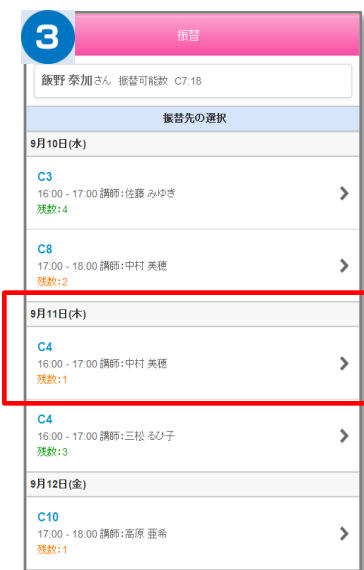 3
振替
飯野 奈加さん 振替可能数 C7:18
振替先の選択
9月10日(水)
C3
16:00 - 17:00 講師:佐藤 みゆき
残数:4
C8
17:00 - 18:00 講師:中村 美穂
残数:2
9月11日(木)
C4
16:00 - 17:00 講師:中村 美穂
残数:1
C4
16:00 - 17:00 講師:三松 るひ子
残数:3
9月12日(金)
C10
17:00 - 18:00 講師:高原 亜希
残数:1